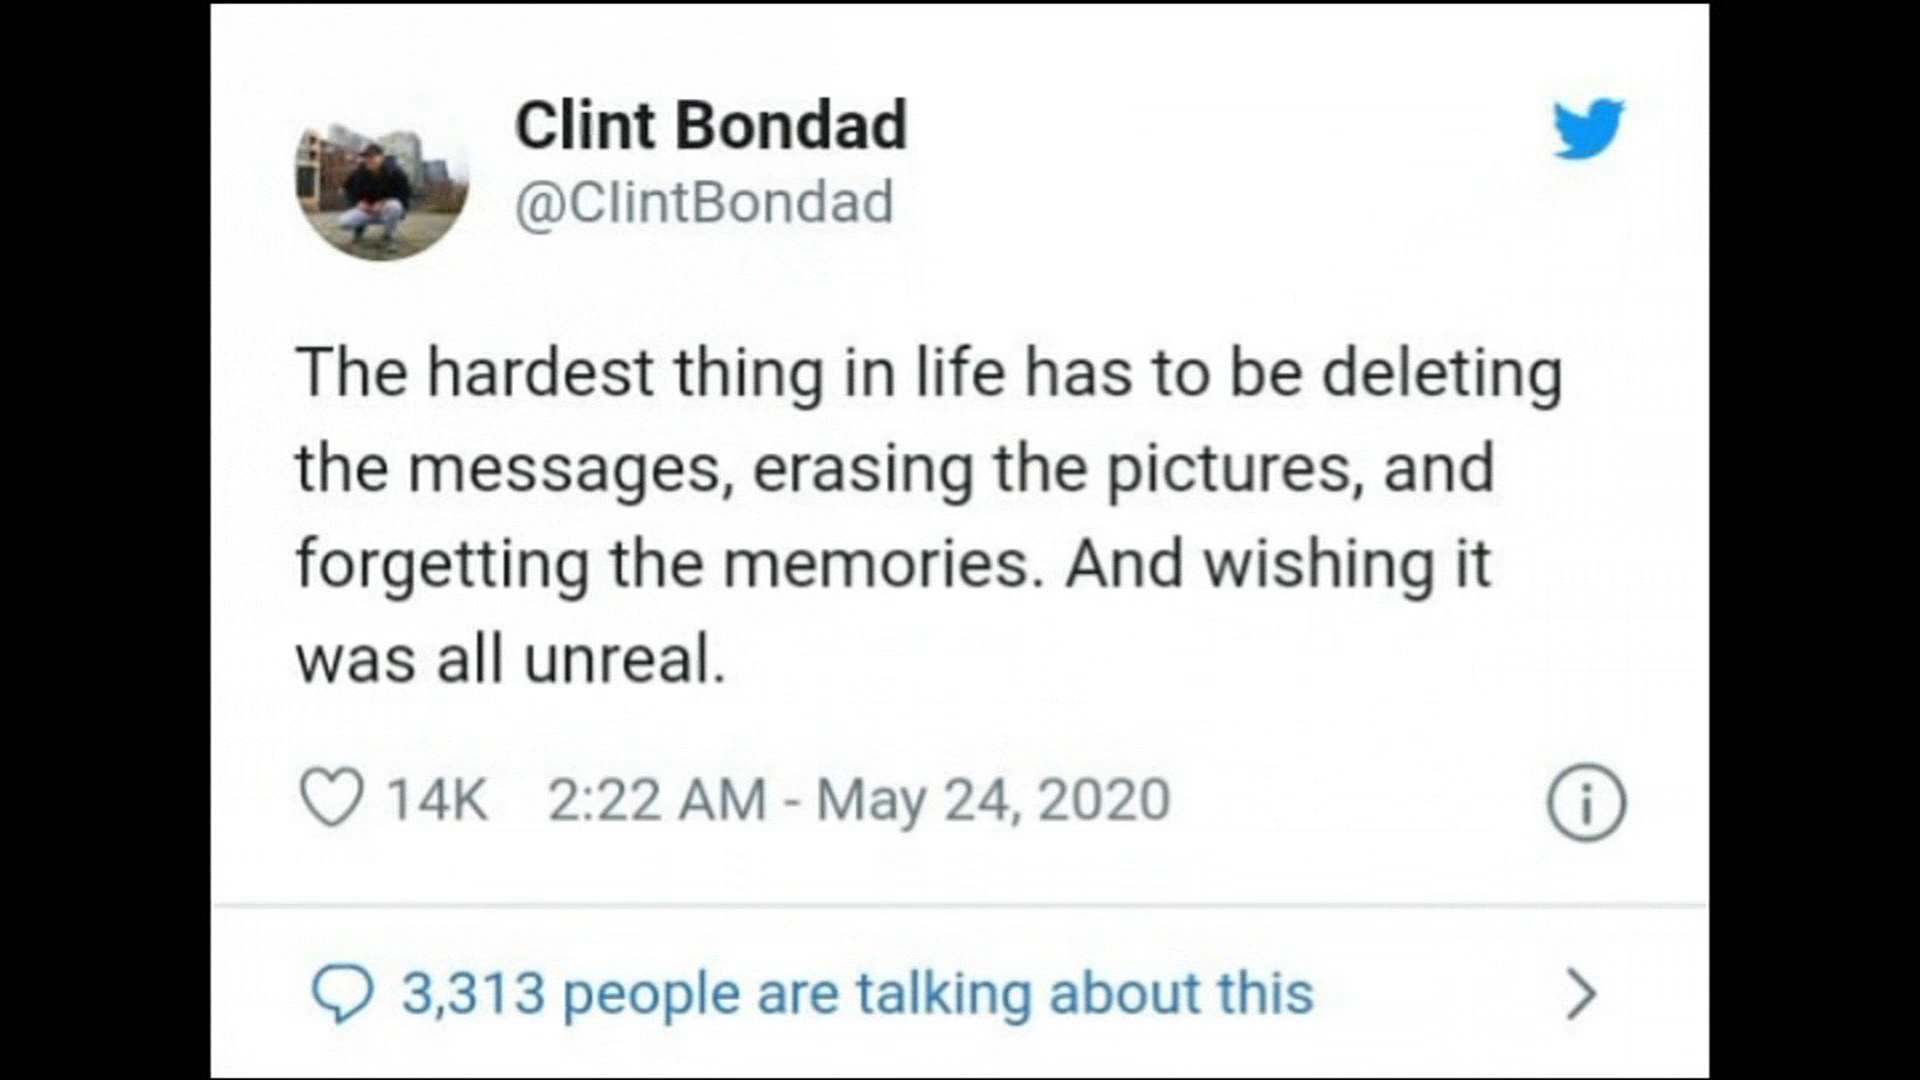 Clint Bondad
@ClintBondad
The hardest thing in life has to be deleting
the messages, erasing the pictures, and
forgetting the memories. And wishing it
was all unreal.
14K 2:22 AM - May 24, 2020
3,313 people are talking about this